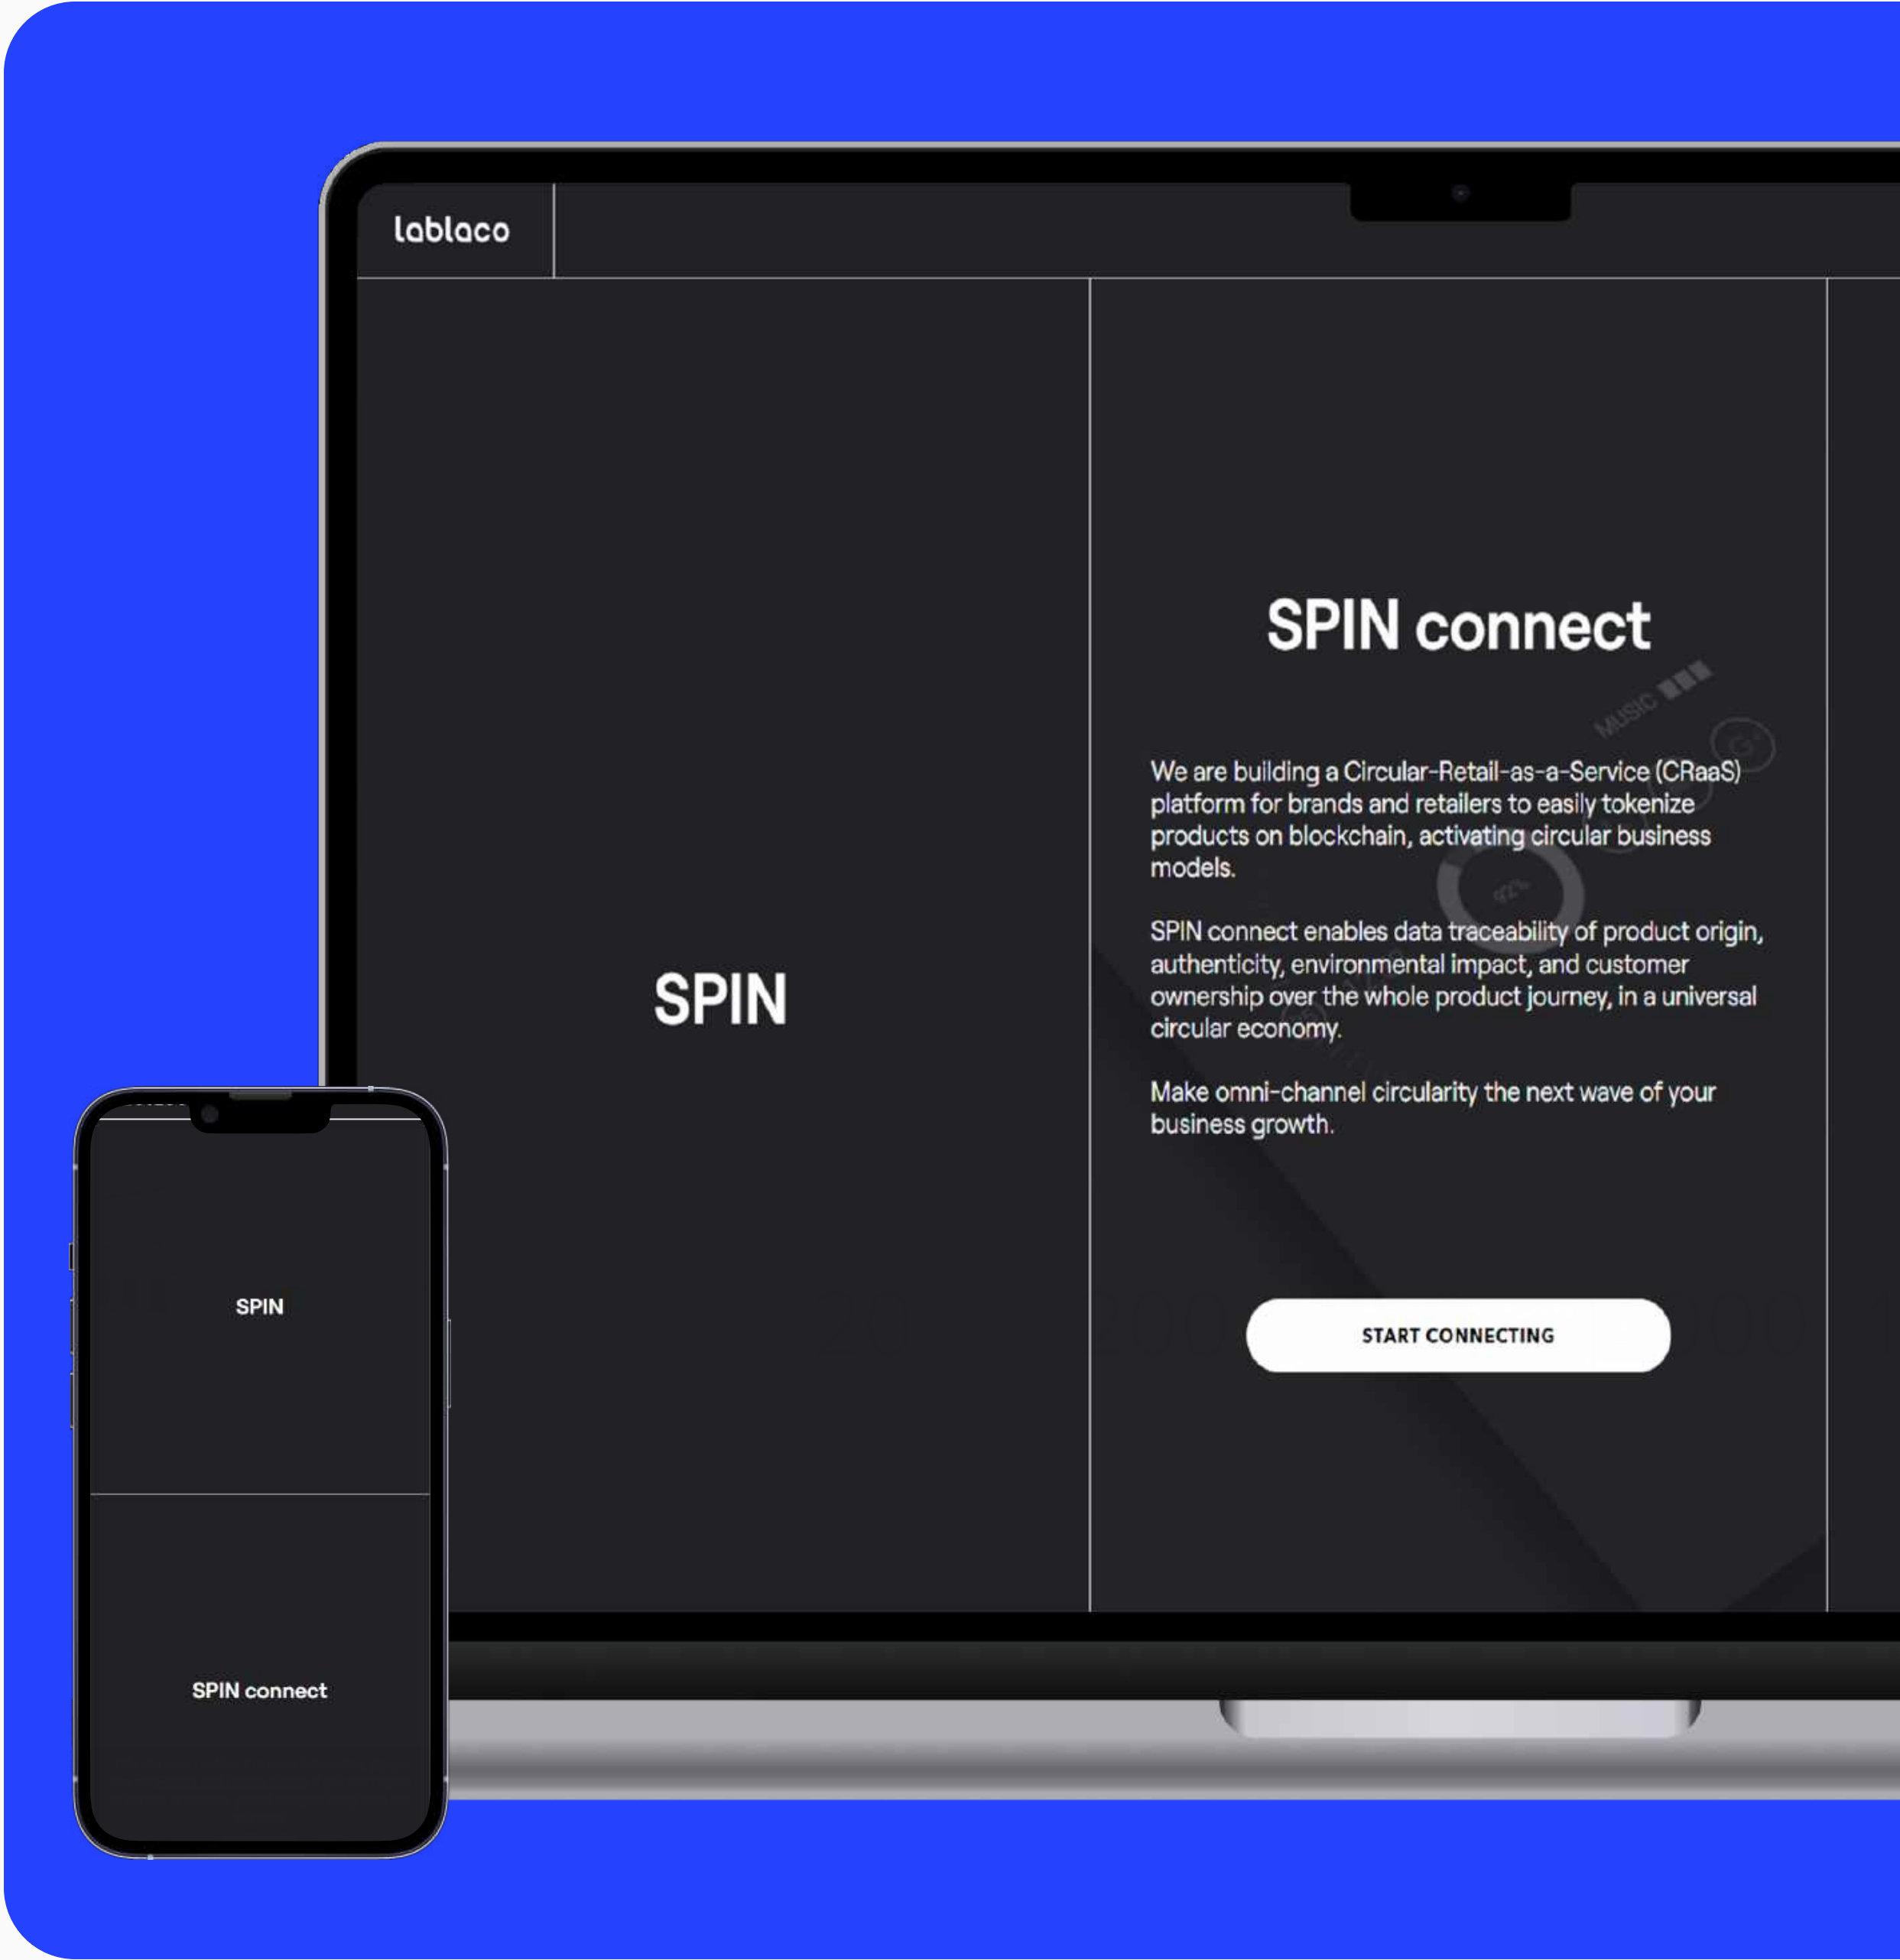 lablaco
SPIN connect
MUSIC
We are building a Circular-Retail-as-a-Service (CRaaS)
platform for brands and retailers to easily tokenize
products on blockchain, activating circular business
models.
92%
SPIN connect enables data traceability of product origin,
authenticity, environmental impact, and customer
ownership over the whole product journey, in a universal
circular economy.
SPIN
Make omni-channel circularity the next wave of your
business growth.
START CONNECTING
SPIN
SPIN connect